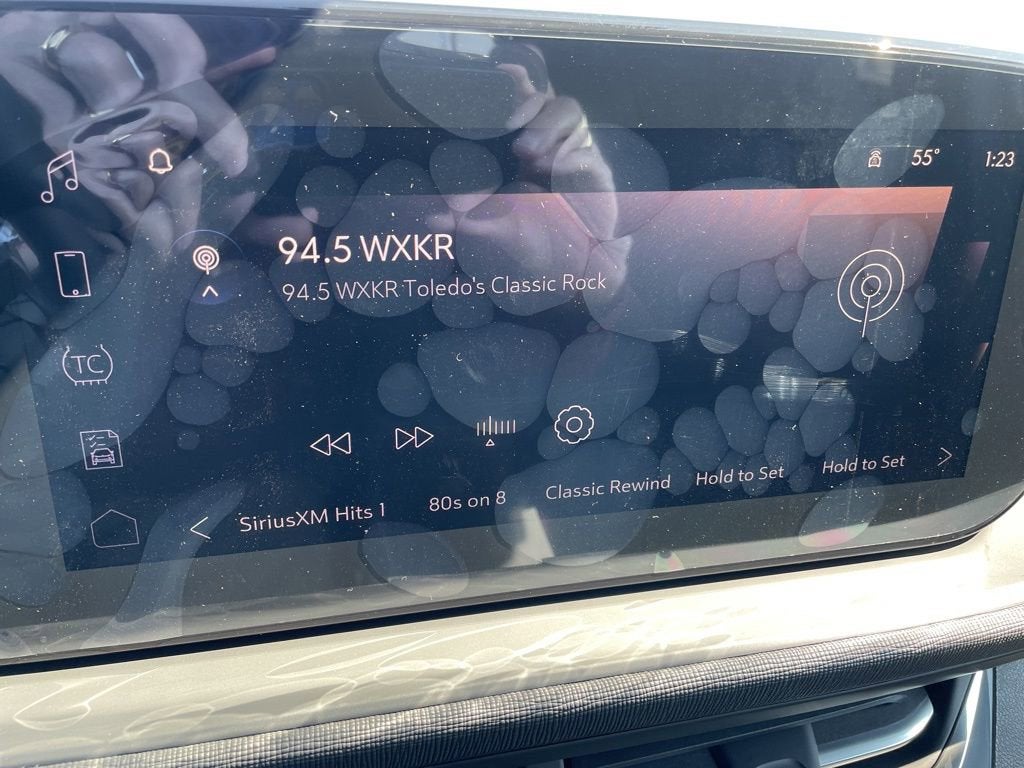 55° 1:23
94.5 WXKR
94.5 WXKR Toledo's Classic Rock
TC
SiriusXM Hits 1 80s on 8 Classic Rewind Hold to Set Hold to Set